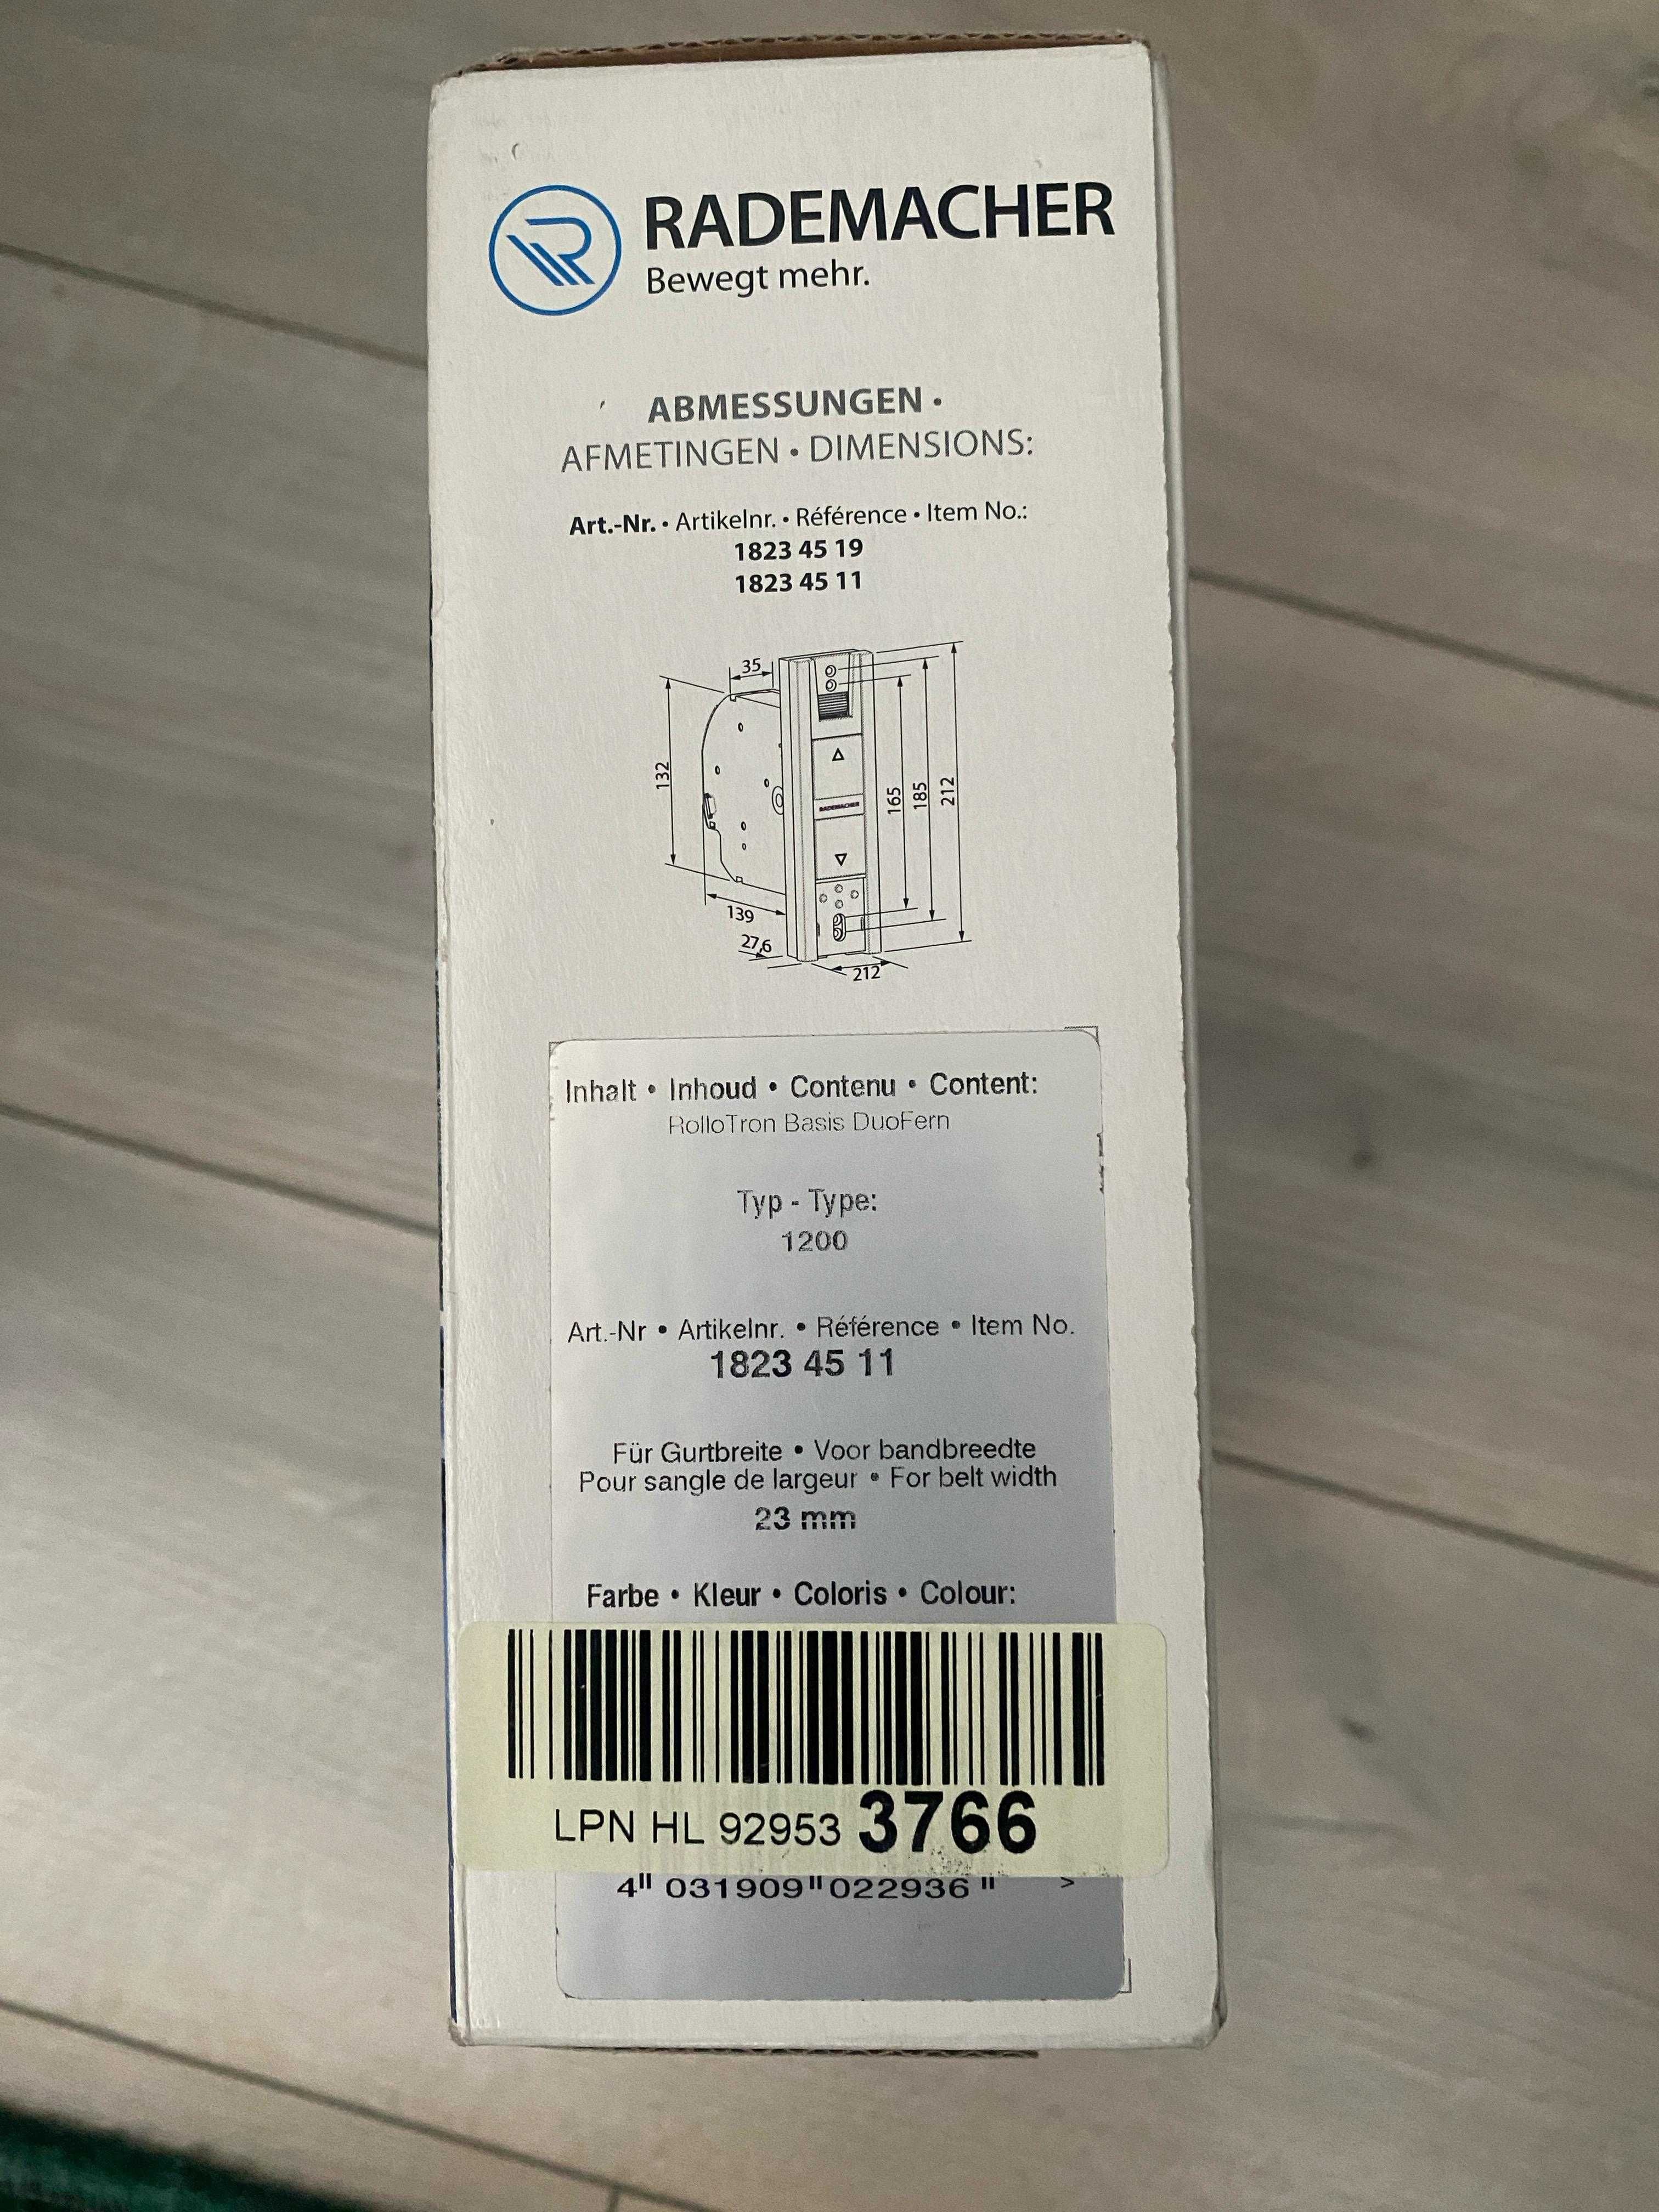 RADEMACHER
Bewegt mehr.
ABMESSUNGEN •
AFMETINGEN • DIMENSIONS:
Art.-Nr. • Artikelnr. • Référence • Item No.:
1823 45 19
1823 45 11
35
132
165
185
212
RADEMACHER
139
27,6
212
Inhalt • Inhoud • Contenu • Content:
RolloTron Basis DuoFern
Typ - Type:
1200
Art.-Nr • Artikelnr. • Référence • Item No.
1823 45 11
Für Gurtbreite • Voor bandbreedte
Pour sangle de largeur • For belt width
23 mm
Farbe • Kleur • Coloris • Colour:
LPN HL 92953 3766
4 031909 022936 >